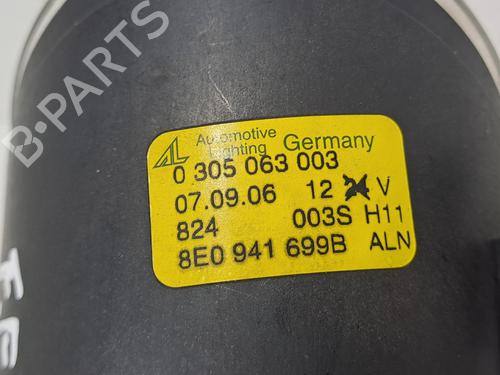 B-PARTS
AL Automotive Lighting Germany
0 305 063 003
07.09.06 12 V
824 003S H11
8E0 941 699B ALN